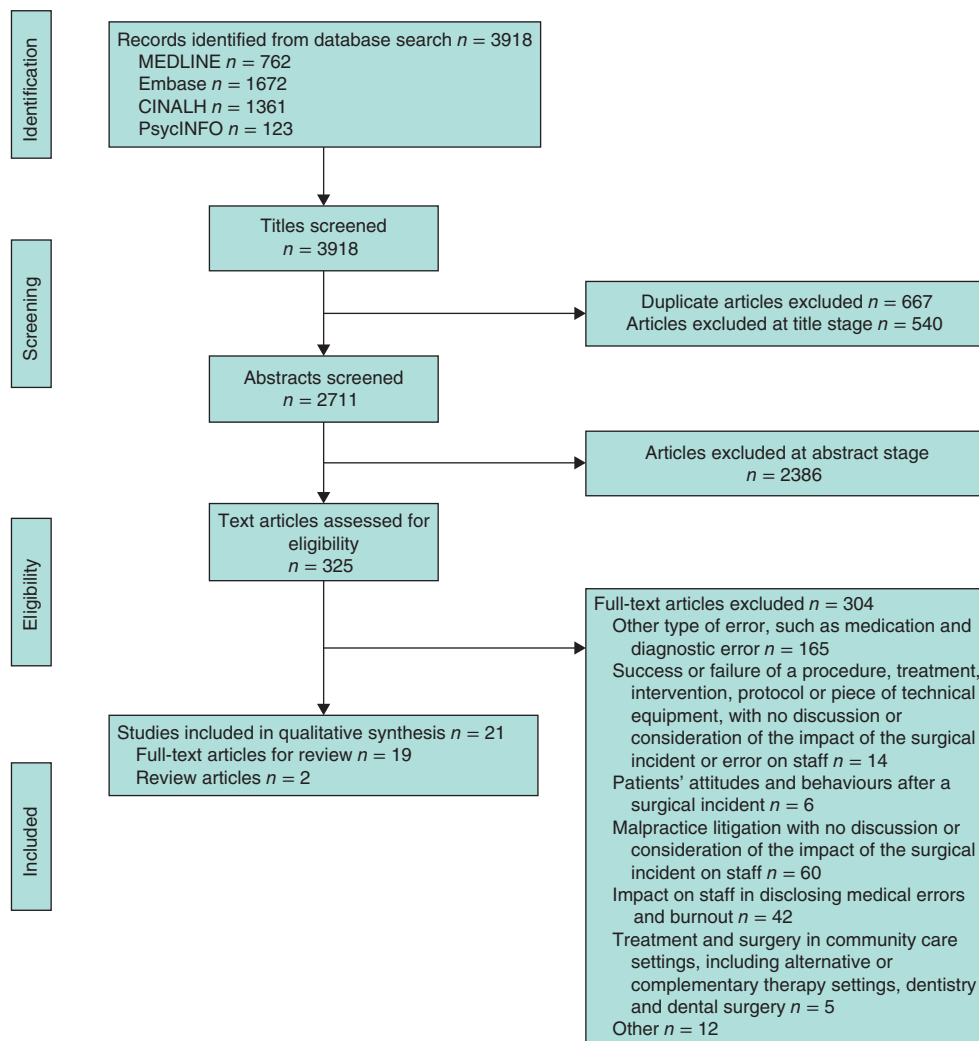 Identification
Records identified from database search n = 3918
MEDLINE n = 762
Embase n = 1672
CINALH n = 1361
PsycINFO n = 123
Titles screened
n = 3918
Screening
Duplicate articles excluded n = 667
Articles excluded at title stage n = 540
Abstracts screened
n = 2711
Articles excluded at abstract stage
n = 2386
Eligibility
Text articles assessed for
eligibility
n = 325
Full-text articles excluded n = 304
Other type of error, such as medication and
diagnostic error n = 165
Success or failure of a procedure, treatment,
intervention, protocol or piece of technical
equipment, with no discussion or
consideration of the impact of the surgical
incident or error on staff n = 14
Patients' attitudes and behaviours after a
surgical incident n = 6
Malpractice litigation with no discussion or
consideration of the impact of the surgical
incident on staff n = 60
Impact on staff in disclosing medical errors
and burnout n = 42
Treatment and surgery in community care
settings, including alternative or
complementary therapy settings, dentistry
and dental surgery n = 5
Other n = 12
Included
Studies included in qualitative synthesis n = 21
Full-text articles for review n = 19
Review articles n = 2